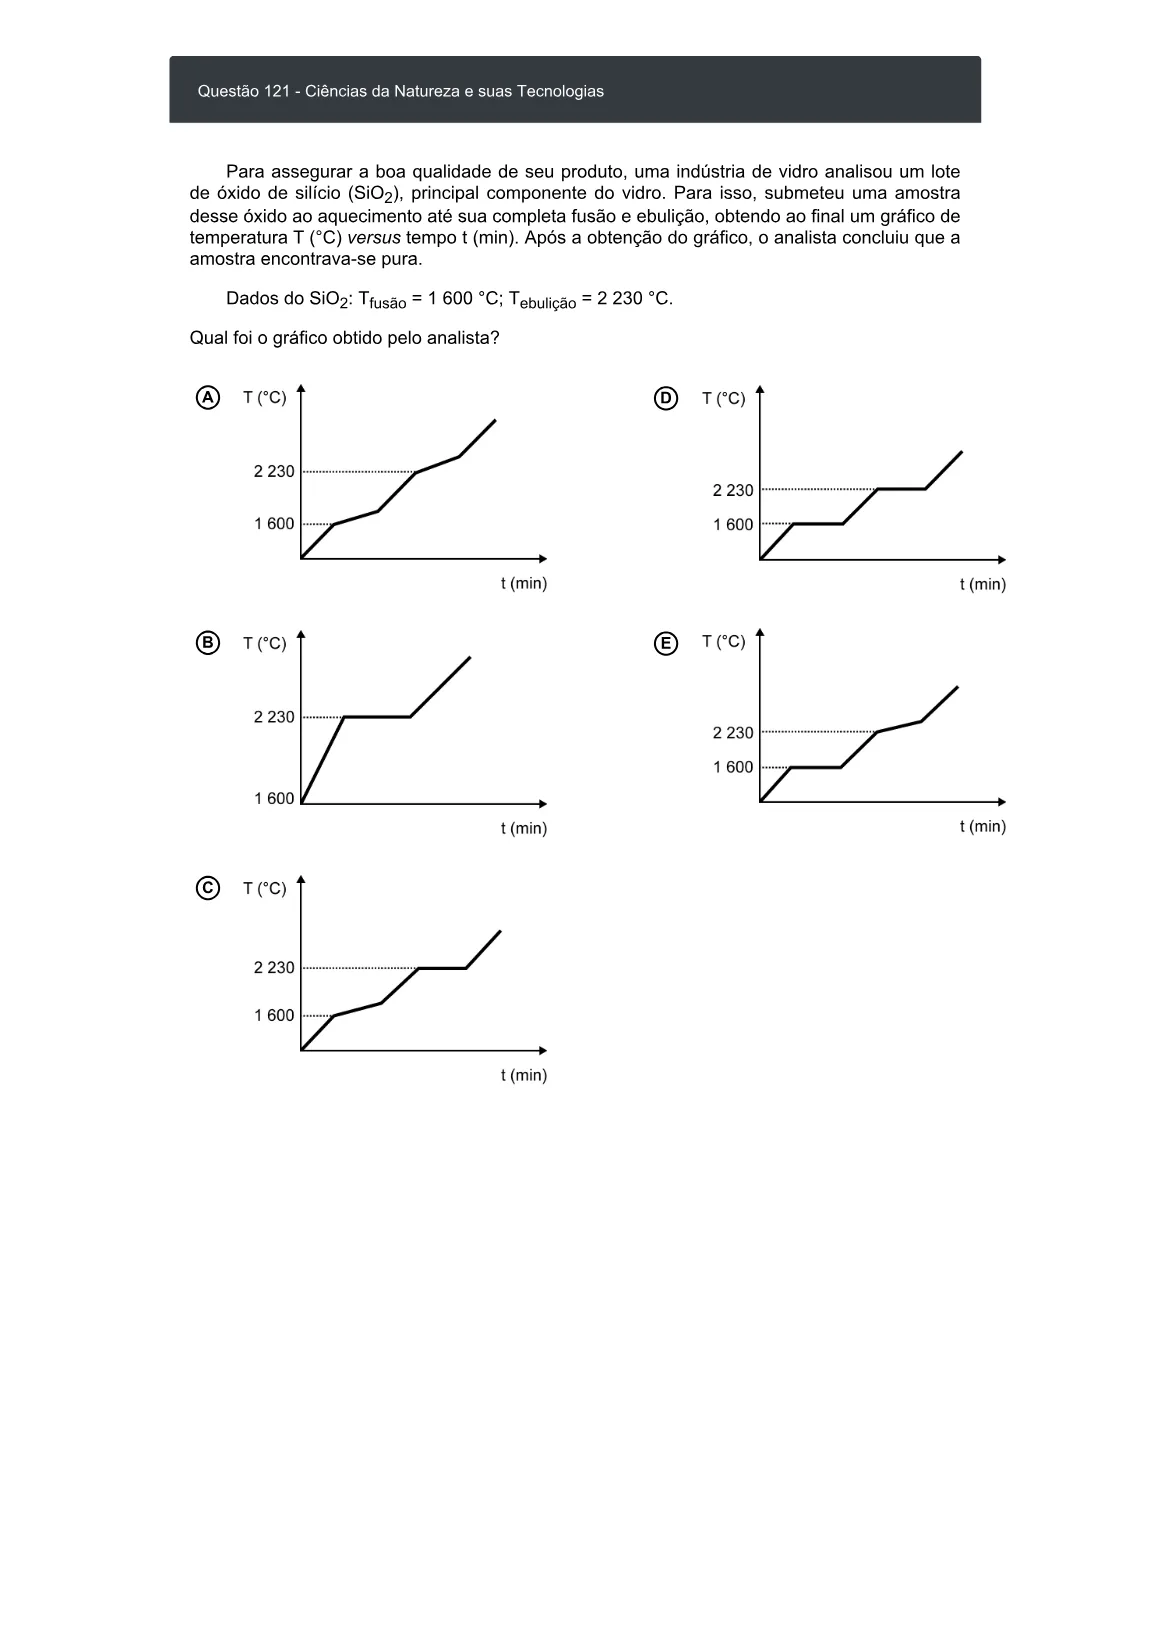 Questão 121 - Ciências da Natureza e suas Tecnologias
Para assegurar a boa qualidade de seu produto, uma indústria de vidro analisou um lote
de óxido de silício (SiO2), principal componente do vidro. Para isso, submeteu uma amostra
desse óxido ao aquecimento até sua completa fusão e ebulição, obtendo ao final um gráfico de
temperatura T (°C) versus tempo t (min). Após a obtenção do gráfico, o analista concluiu que a
amostra encontrava-se pura.
Dados do SiO2: Tfusão = 1 600 °C; Tebulição = 2 230 °C.
Qual foi o gráfico obtido pelo analista?
A T (°C)
2 230
1 600
t (min)
B T (°C)
2 230
1 600
t (min)
C T (°C)
2 230
1 600
t (min)
D T (°C)
2 230
1 600
t (min)
E T (°C)
2 230
1 600
t (min)